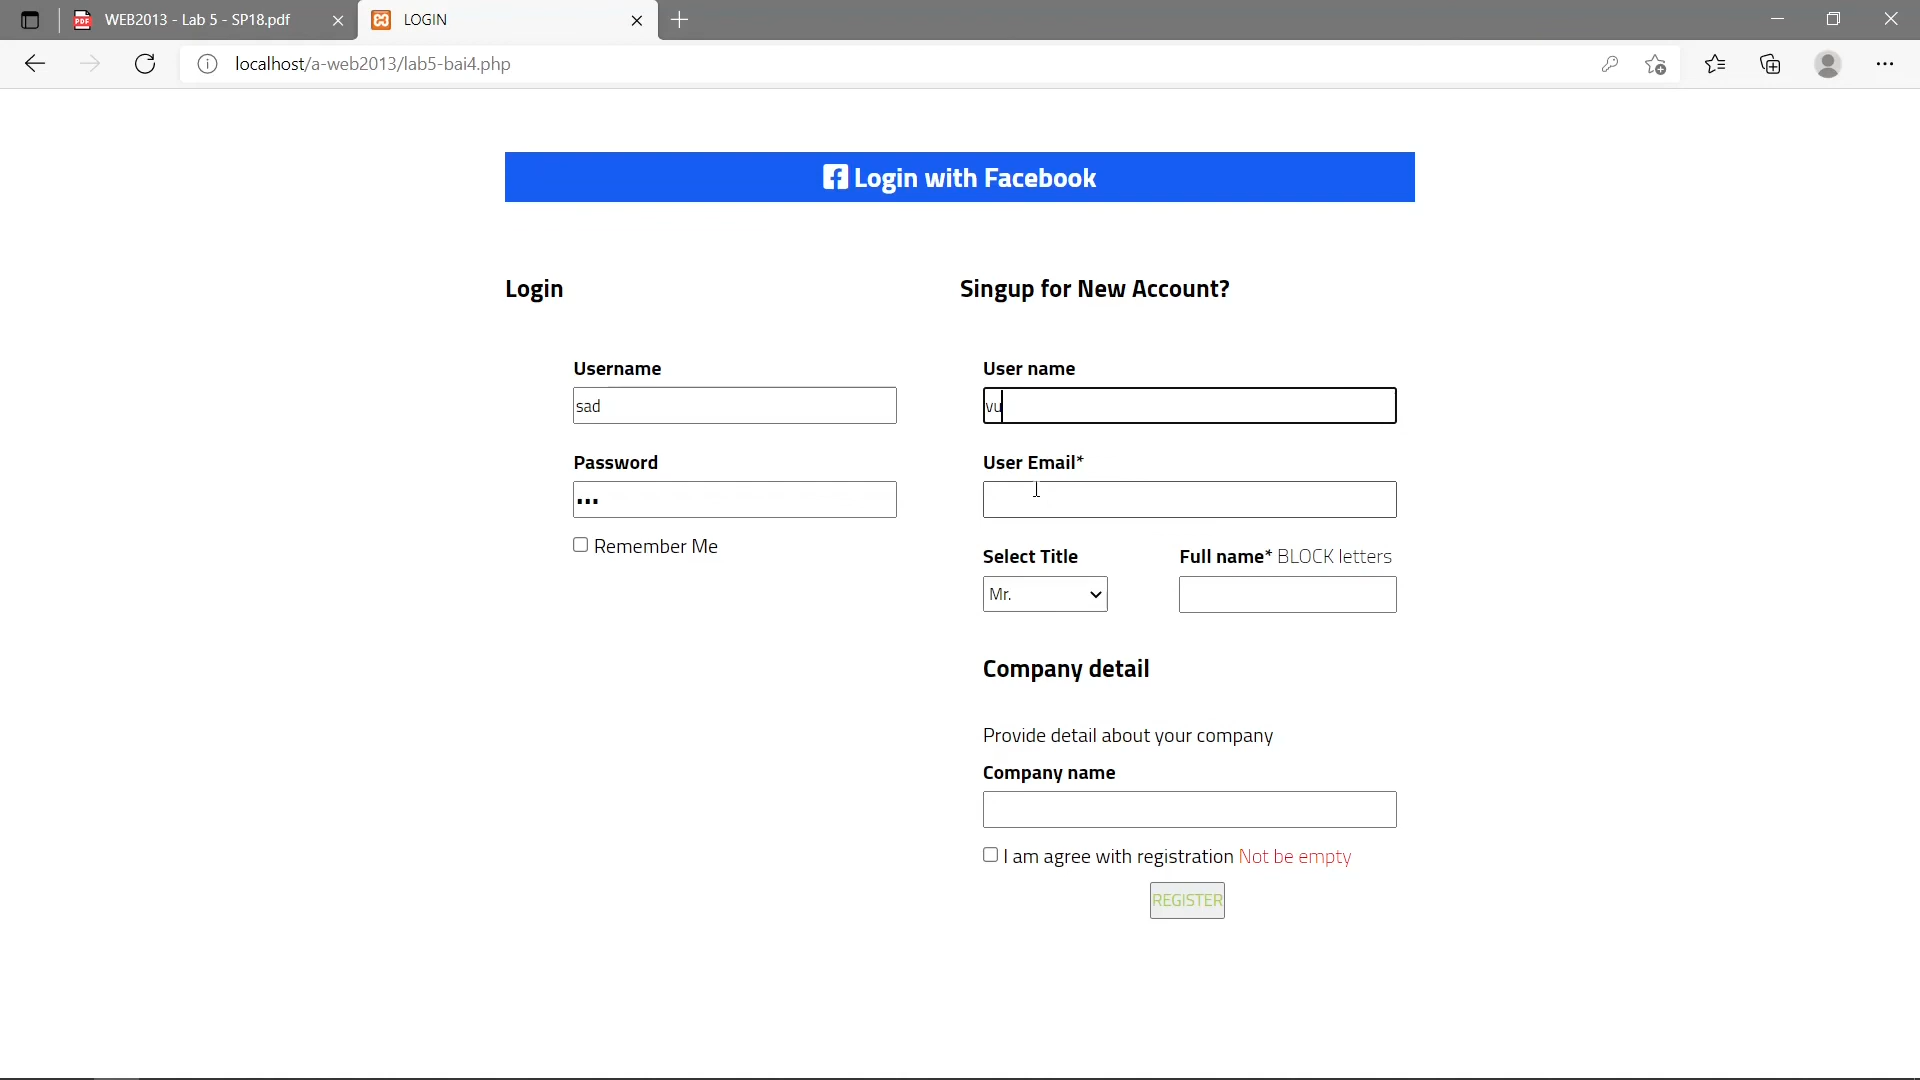 WEB2013 - Lab 5 - SP18.pdf
LOGIN
localhost/a-web2013/lab5-bai4.php
Login with Facebook
Login
Username
sad
Password
Remember Me
Singup for New Account?
User name
vu
User Email*
Select Title
Mr.
Full name* BLOCK letters
Company detail
Provide detail about your company
Company name
I am agree with registration Not be empty
REGISTER